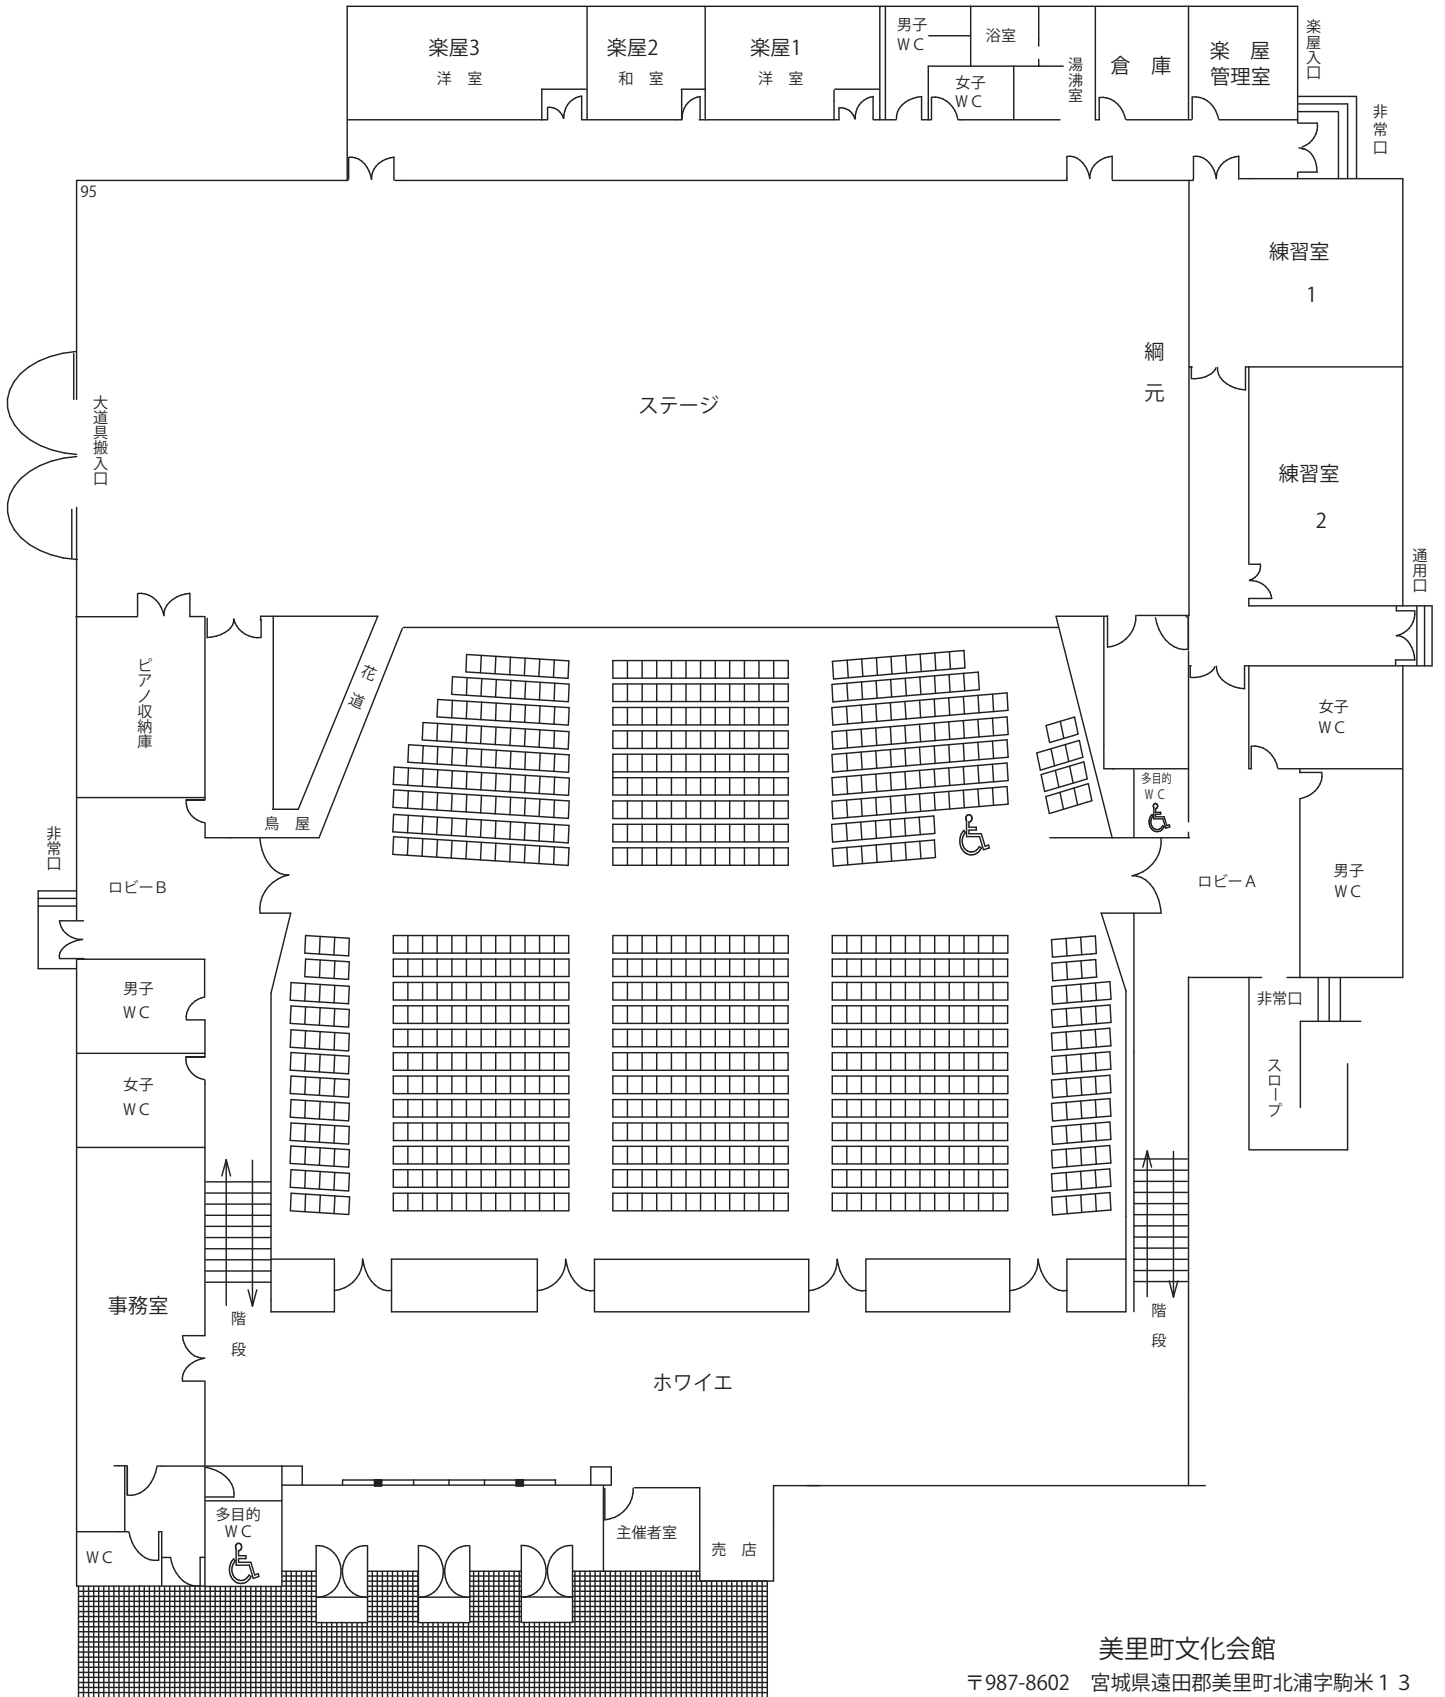 楽屋3
洋　室
楽屋2
和　室
楽屋1
洋　室
男子
WC
浴室
女子
WC
湯沸室
倉　庫
楽　屋
管理室
楽屋入口
非常口
95
練習室
1
綱元
ステージ
大道具搬入口
練習室
2
通用口
ピアノ収納庫
花道
鳥　屋
女子
WC
多目的
WC
非常口
ロビーB
ロビーA
男子
WC
男子
WC
非常口
女子
WC
スロープ
事務室
階段
階段
ホワイエ
多目的
WC
WC
主催者室
売　店
美里町文化会館
〒987-8602　宮城県遠田郡美里町北浦字駒米１３